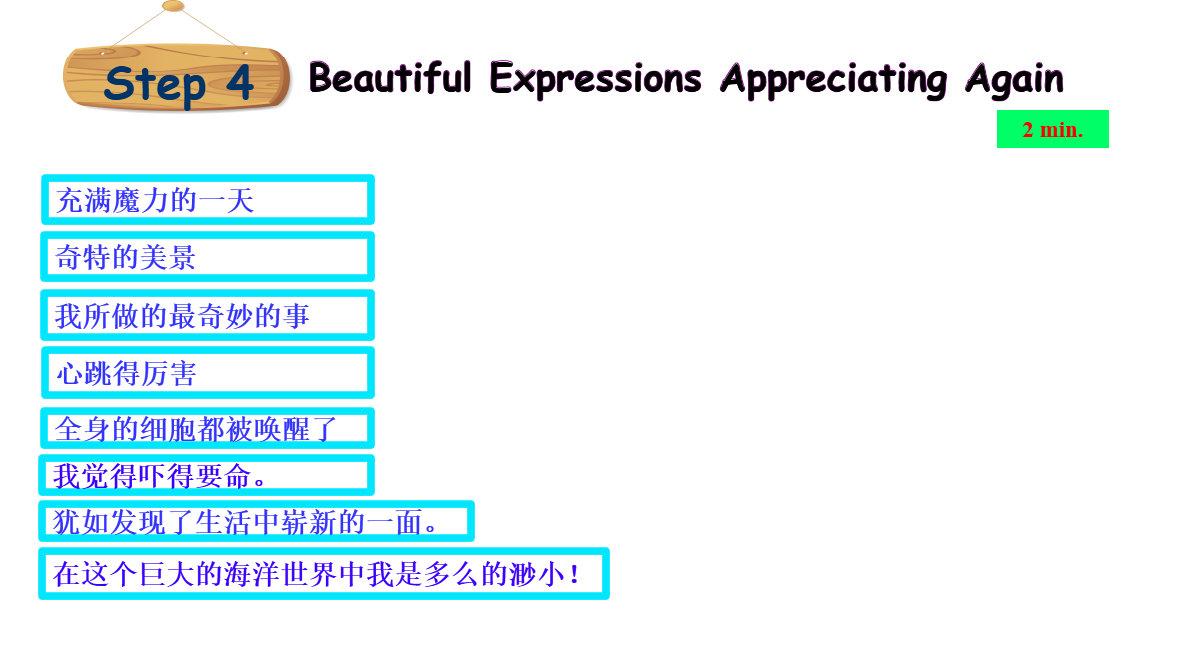 Step 4
Beautiful Expressions Appreciating Again
2 min.
充满魔力的一天
奇特的美景
我所做的最奇妙的事
心跳得厉害
全身的细胞都被唤醒了
我觉得吓得要命。
犹如发现了生活中崭新的一面。
在这个巨大的海洋世界中我是多么的渺小！